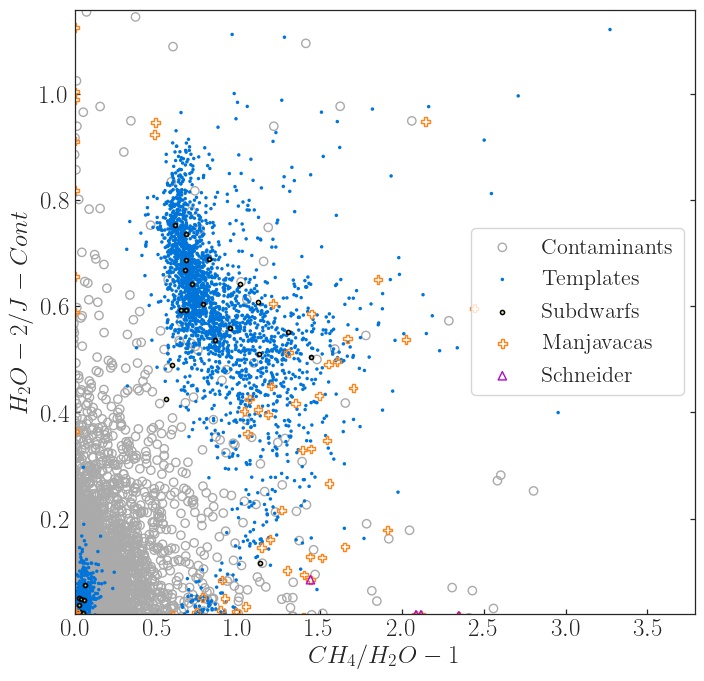 1.0
0.8
0.6
0.4
0.2
0.0 0.5 1.0 1.5 2.0 2.5 3.0 3.5
H₂O − 2/J − Cont
CH₄/H₂O − 1
Contaminants
Templates
Subdwarfs
Manjavacas
Schneider